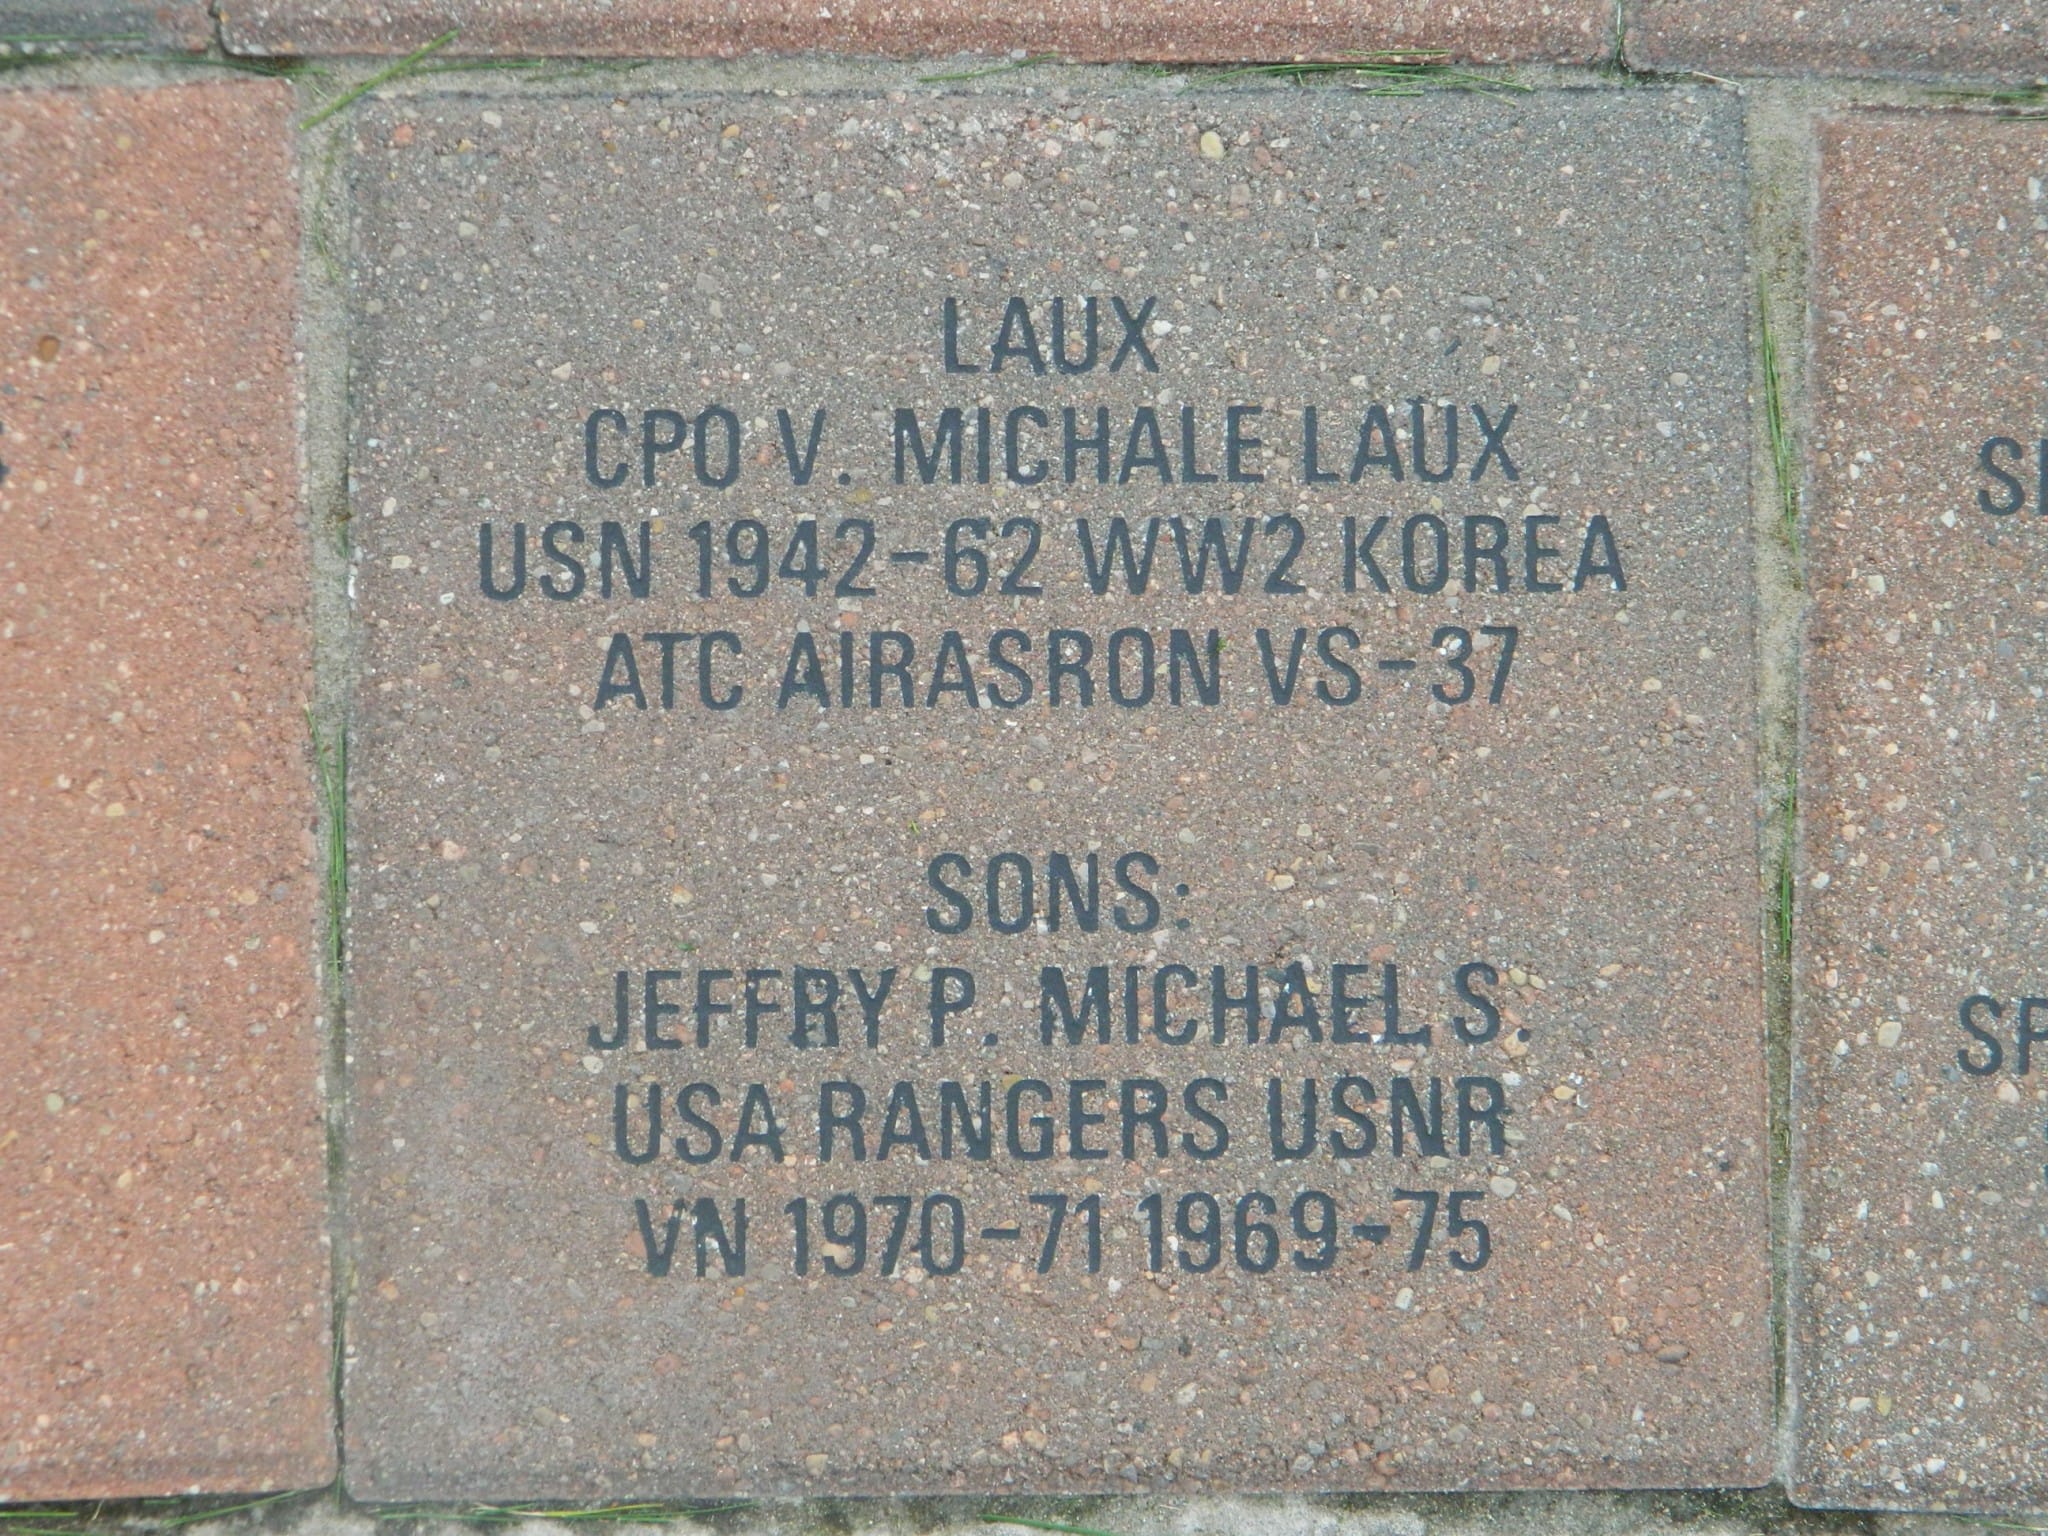 LAUX
CPO V. MICHALE LAUX
USN 1942-62 WW2 KOREA
ATC AIRASRON VS-37
SONS:
JEFFRY P. MICHAEL S.
USA RANGERS USNR
VN 1970-71 1969-75